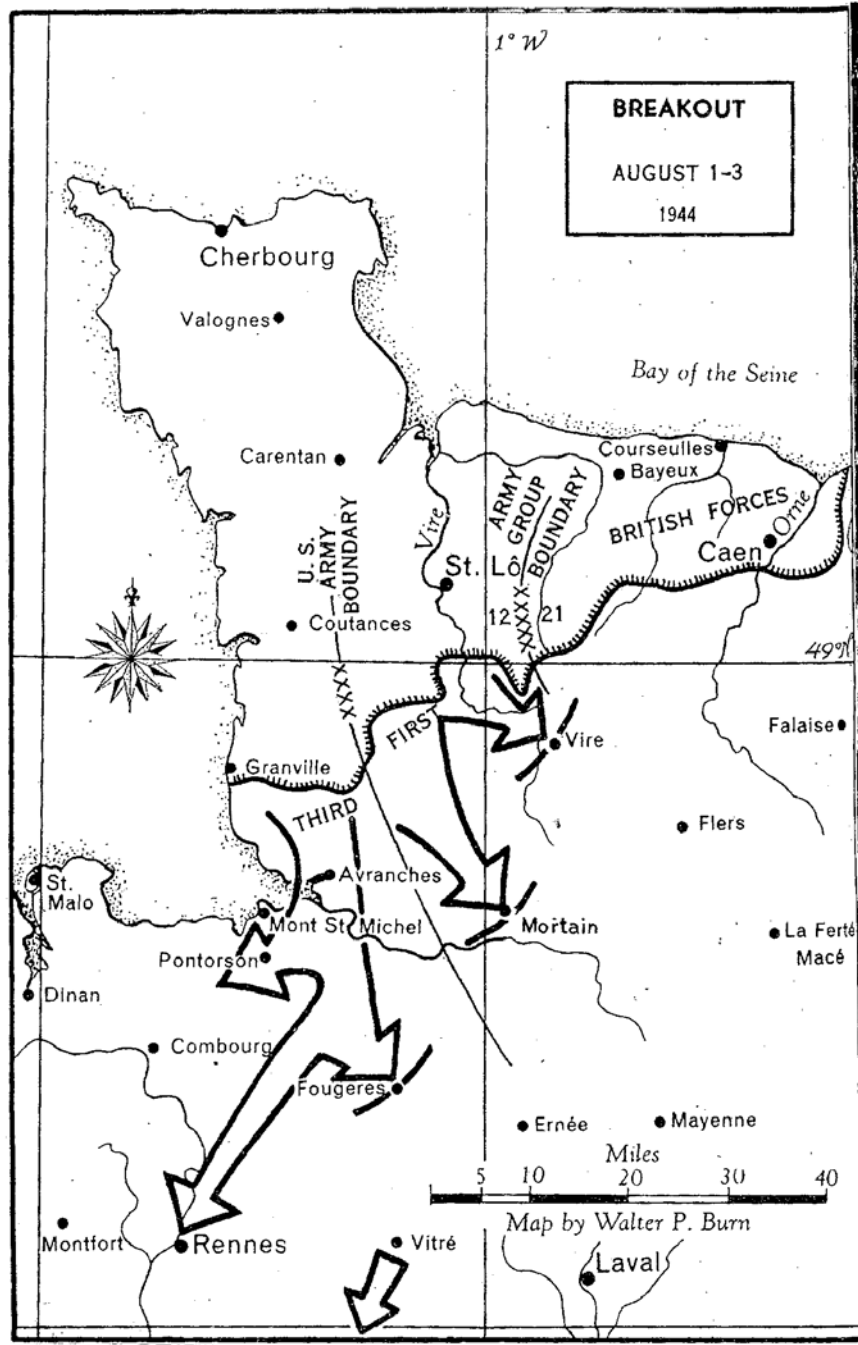 1° W
BREAKOUT
AUGUST 1-3
1944
Cherbourg
Valognes
Bay of the Seine
Carentan
Courseulles
Bayeux
U.S.
ARMY
BOUNDARY
Vire
ARMY
GROUP
BOUNDARY
BRITISH FORCES
Orne
Caen
St. Lô
XXXXX
12
21
Coutances
49°N
XXXX
FIRST
Vire
Falaise
Granville
THIRD
Flers
St.
Malo
Avranches
Mont St. Michel
Mortain
La Ferté
Macé
Pontorson
Dinan
Combourg
Fougeres
Ernée
Mayenne
Miles
5 10 20 30 40
Map by Walter P. Burn
Montfort
Rennes
Vitré
Laval